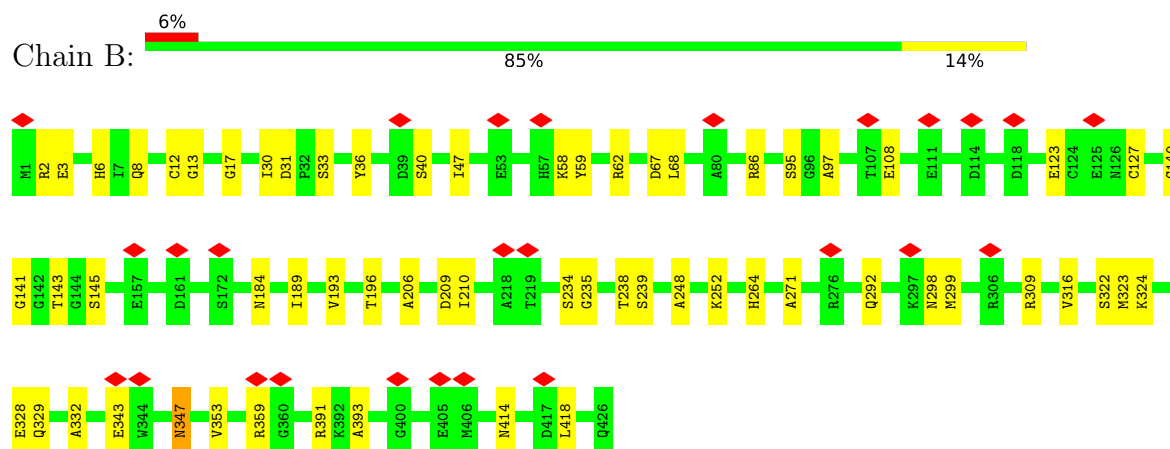 6%
Chain B:
85% 14%
M1 R2 E3 H6 I7 Q8 C12 G13 G17 I30 D31 P32 S33 Y36 D39 S40 I47 E53 H57 K58 Y59 R62 D67 L68 A80 R86 S95 G96 A97 T107 E108 E111 D114 D118 E123 C124 E125 N126 C127 G140
G141 G142 T143 G144 S145 E157 D161 S172 N184 I189 V193 T196 A206 D209 I210 A218 T219 S234 G235 T238 S239 A248 K252 H264 A271 R276 Q292 K297 N298 M299 R306 R309 V316 S322 M323 K324
E328 Q329 A332 E343 W344 N347 V353 R359 G360 R391 K392 A393 G400 E405 M406 N414 D417 L418 Q426